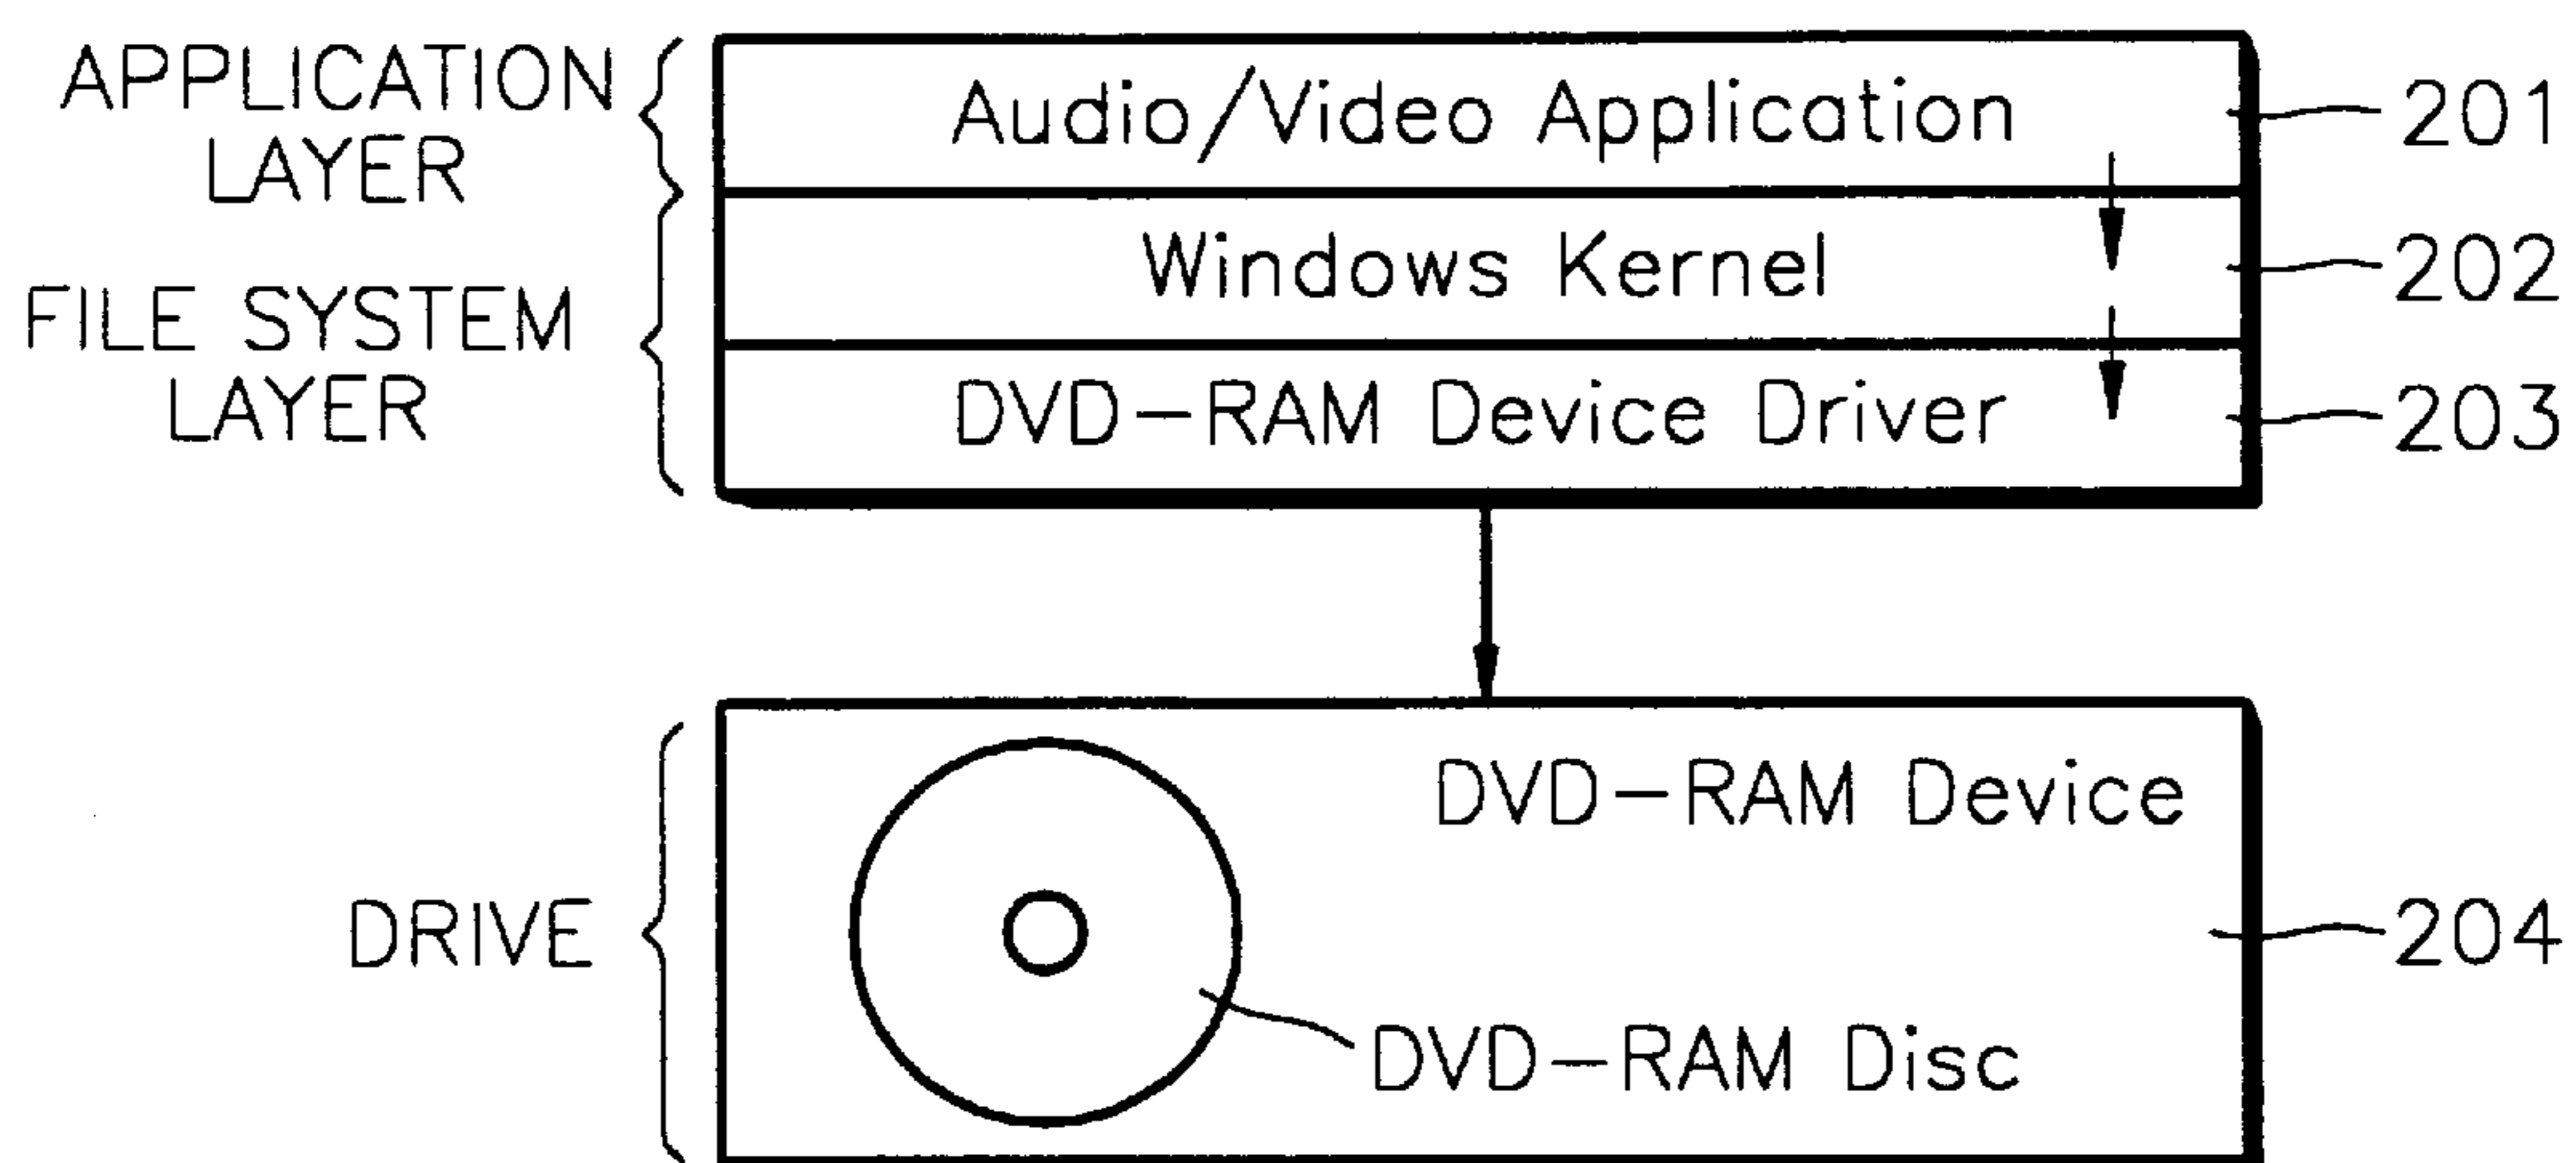 APPLICATION
LAYER
Audio/Video Application
201
Windows Kernel
202
FILE SYSTEM
LAYER
DVD-RAM Device Driver
203
DRIVE
DVD-RAM Device
204
DVD-RAM Disc